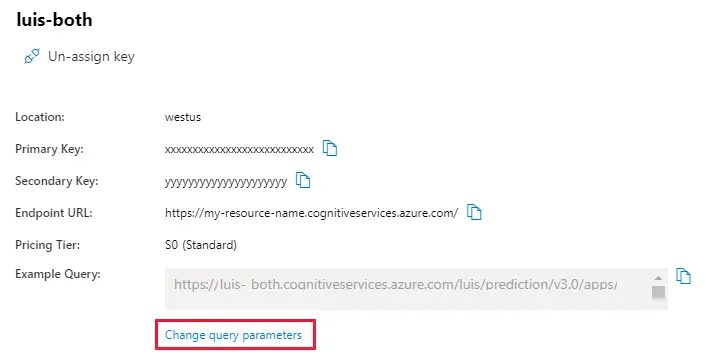 luis-both
Un-assign key
Location: westus
Primary Key: xxxxxxxxxxxxxxxxxxxxxxxxxxx
Secondary Key: yyyyyyyyyyyyyyyyyyyy
Endpoint URL: https://my-resource-name.cognitiveservices.azure.com/
Pricing Tier: S0 (Standard)
Example Query: https://luis- both.cognitiveservices.azure.com/luis/prediction/v3.0/apps/
Change query parameters